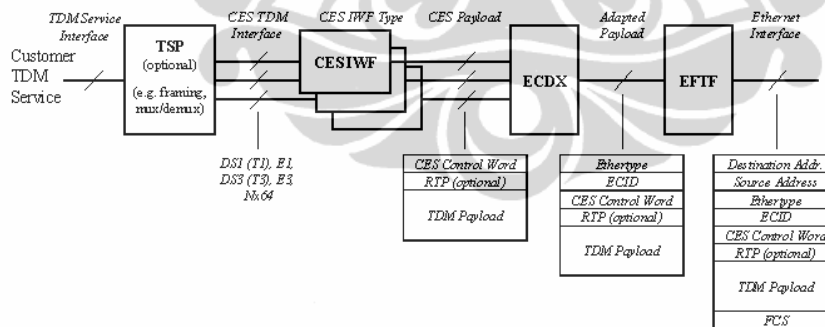 TDM Service Interface
CES TDM Interface
CES IWF Type
CES Payload
Adapted Payload
Ethernet Interface
Customer TDM Service
TSP
(optional)
(e.g. framing,
mux/demux)
CESIWF
ECDX
EFTF
DS1 (T1), E1,
DS3 (T3), E3,
Nx64
CES Control Word
RTP (optional)
TDM Payload
Ethertype
ECID
CES Control Word
RTP (optional)
TDM Payload
Destination Addr.
Source Address
Ethertype
ECID
CES Control Word
RTP (optional)
TDM Payload
FCS